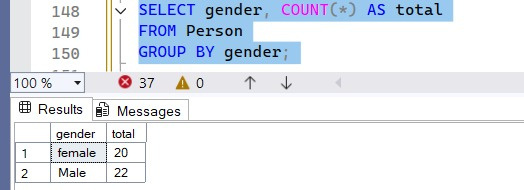 148 SELECT gender, COUNT(*) AS total
149 FROM Person
150 GROUP BY gender;
100 % 37 0
Results Messages
gender total
1 female 20
2 Male 22